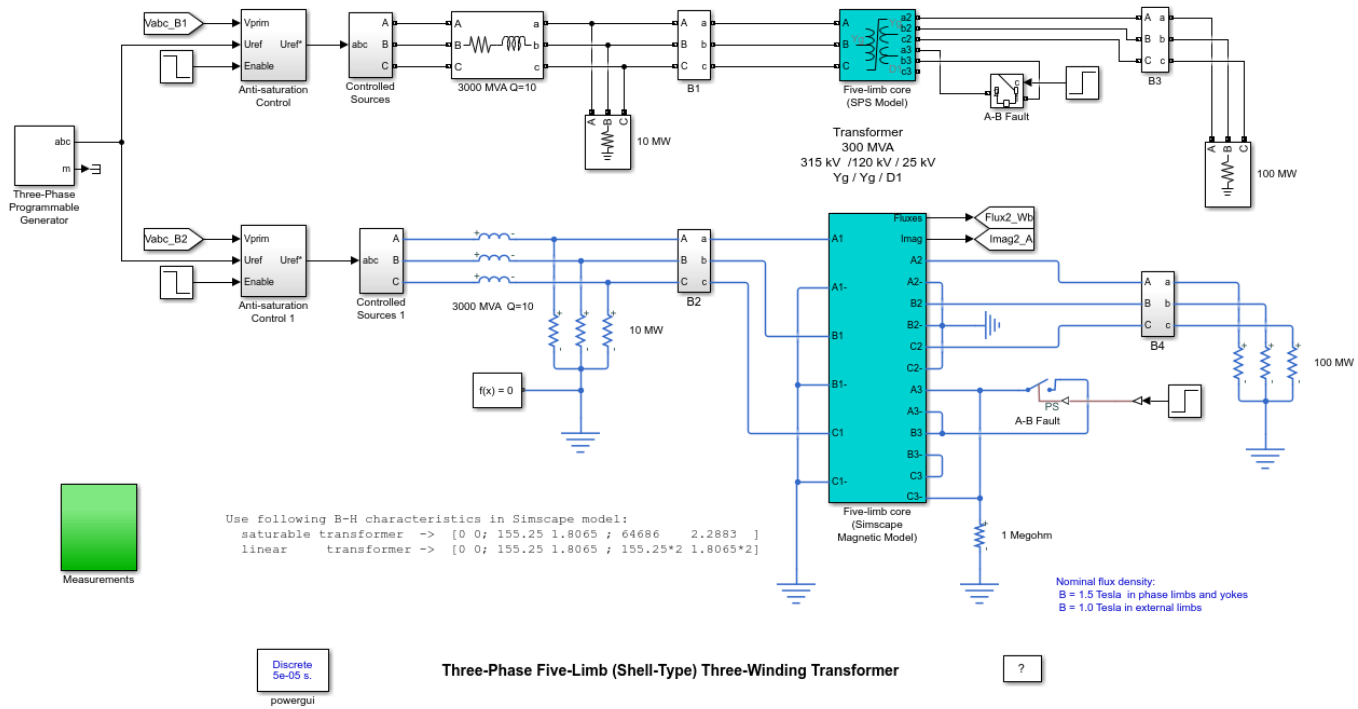 Vabc_B1
Vprim
Uref
Uref*
Enable
Anti-saturation
Control
abc
A
B
C
Controlled
Sources
A
B
C
a
b
c
3000 MVA Q=10
A
B
C
10 MW
A
B
C
a
b
c
B1
A
B
C
Yg
D1
a2
b2
c2
a3
b3
c3
Five-limb core
(SPS Model)
c
A-B Fault
A
B
C
a
b
c
B3
A
B
C
100 MW
Transformer
300 MVA
315 kV /120 kV / 25 kV
Yg / Yg / D1
abc
m
Three-Phase
Programmable
Generator
Vabc_B2
Vprim
Uref
Uref*
Enable
Anti-saturation
Control 1
abc
A
B
C
Controlled
Sources 1
+
-
+
-
+
-
3000 MVA Q=10
+
+
+
-
-
-
10 MW
f(x) = 0
A
B
C
a
b
c
B2
A1
A1-
B1
B1-
C1
C1-
Fluxes
Imag
A2
A2-
B2
B2-
C2
C2-
A3
A3-
B3
B3-
C3
C3-
Five-limb core
(Simscape
Magnetic Model)
Flux2_Wb
Imag2_A
A
B
C
a
b
c
B4
+
+
+
-
-
-
100 MW
PS
A-B Fault
+
-
1 Megohm
Measurements
Use following B-H characteristics in Simscape model:
saturable transformer -> [0 0; 155.25 1.8065 ; 64686 2.2883 ]
linear transformer -> [0 0; 155.25 1.8065 ; 155.25*2 1.8065*2]
Nominal flux density:
B = 1.5 Tesla in phase limbs and yokes
B = 1.0 Tesla in external limbs
Discrete
5e-05 s.
powergui
Three-Phase Five-Limb (Shell-Type) Three-Winding Transformer
?